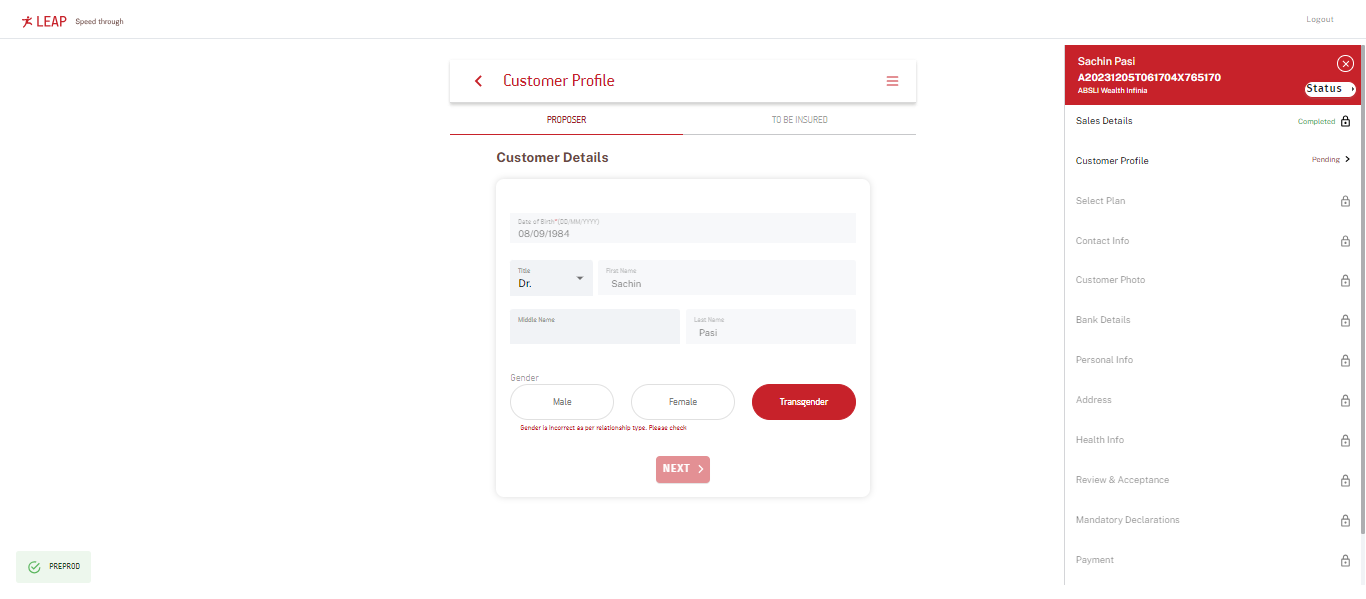 LEAP Speed through
Logout
Customer Profile
PROPOSER
TO BE INSURED
Customer Details
Date of Birth*(DD/MM/YYYY)
08/09/1984
Title
Dr.
First Name
Sachin
Middle Name
Last Name
Pasi
Gender
Male
Female
Transgender
Gender is incorrect as per relationship type. Please check
NEXT
PREPROD
Sachin Pasi
A20231205T061704X765170
ABSLI Wealth Infinia
Status
Sales Details
Completed
Customer Profile
Pending
Select Plan
Contact Info
Customer Photo
Bank Details
Personal Info
Address
Health Info
Review & Acceptance
Mandatory Declarations
Payment